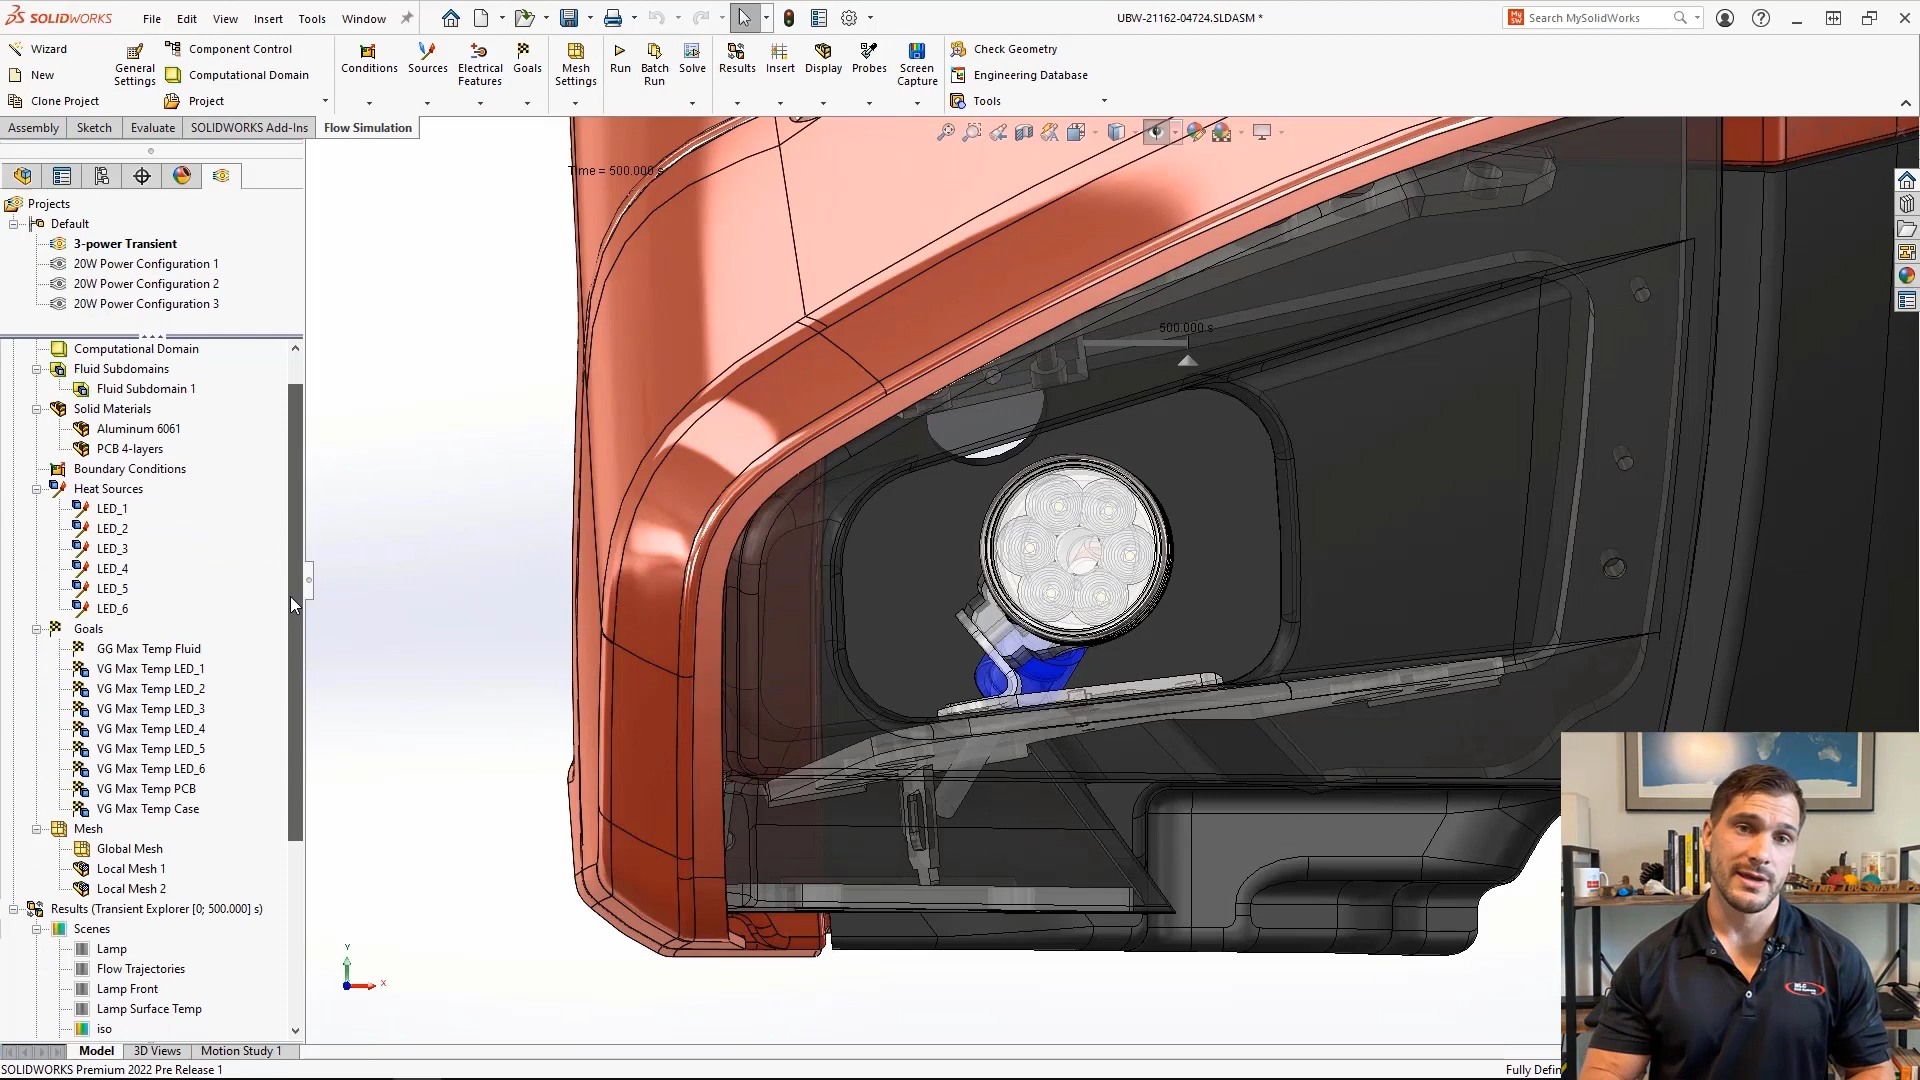 SOLIDWORKS File Edit View Insert Tools Window
UBW-21162-04724.SLDASM *
Search MySolidWorks
Wizard
New
Clone Project
General Settings
Component Control
Computational Domain
Project
Conditions
Sources
Electrical Features
Goals
Mesh Settings
Run
Batch Run
Solve
Results
Insert
Display
Probes
Screen Capture
Check Geometry
Engineering Database
Tools
Assembly Sketch Evaluate SOLIDWORKS Add-Ins Flow Simulation
Projects
Default
3-power Transient
20W Power Configuration 1
20W Power Configuration 2
20W Power Configuration 3
Computational Domain
Fluid Subdomains
Fluid Subdomain 1
Solid Materials
Aluminum 6061
PCB 4-layers
Boundary Conditions
Heat Sources
LED_1
LED_2
LED_3
LED_4
LED_5
LED_6
Goals
GG Max Temp Fluid
VG Max Temp LED_1
VG Max Temp LED_2
VG Max Temp LED_3
VG Max Temp LED_4
VG Max Temp LED_5
VG Max Temp LED_6
VG Max Temp PCB
VG Max Temp Case
Mesh
Global Mesh
Local Mesh 1
Local Mesh 2
Results (Transient Explorer [0; 500.000] s)
Scenes
Lamp
Flow Trajectories
Lamp Front
Lamp Surface Temp
iso
Time = 500.000 s
500.000 s
Y
X
Model 3D Views Motion Study 1
SOLIDWORKS Premium 2022 Pre Release 1
Fully Defin